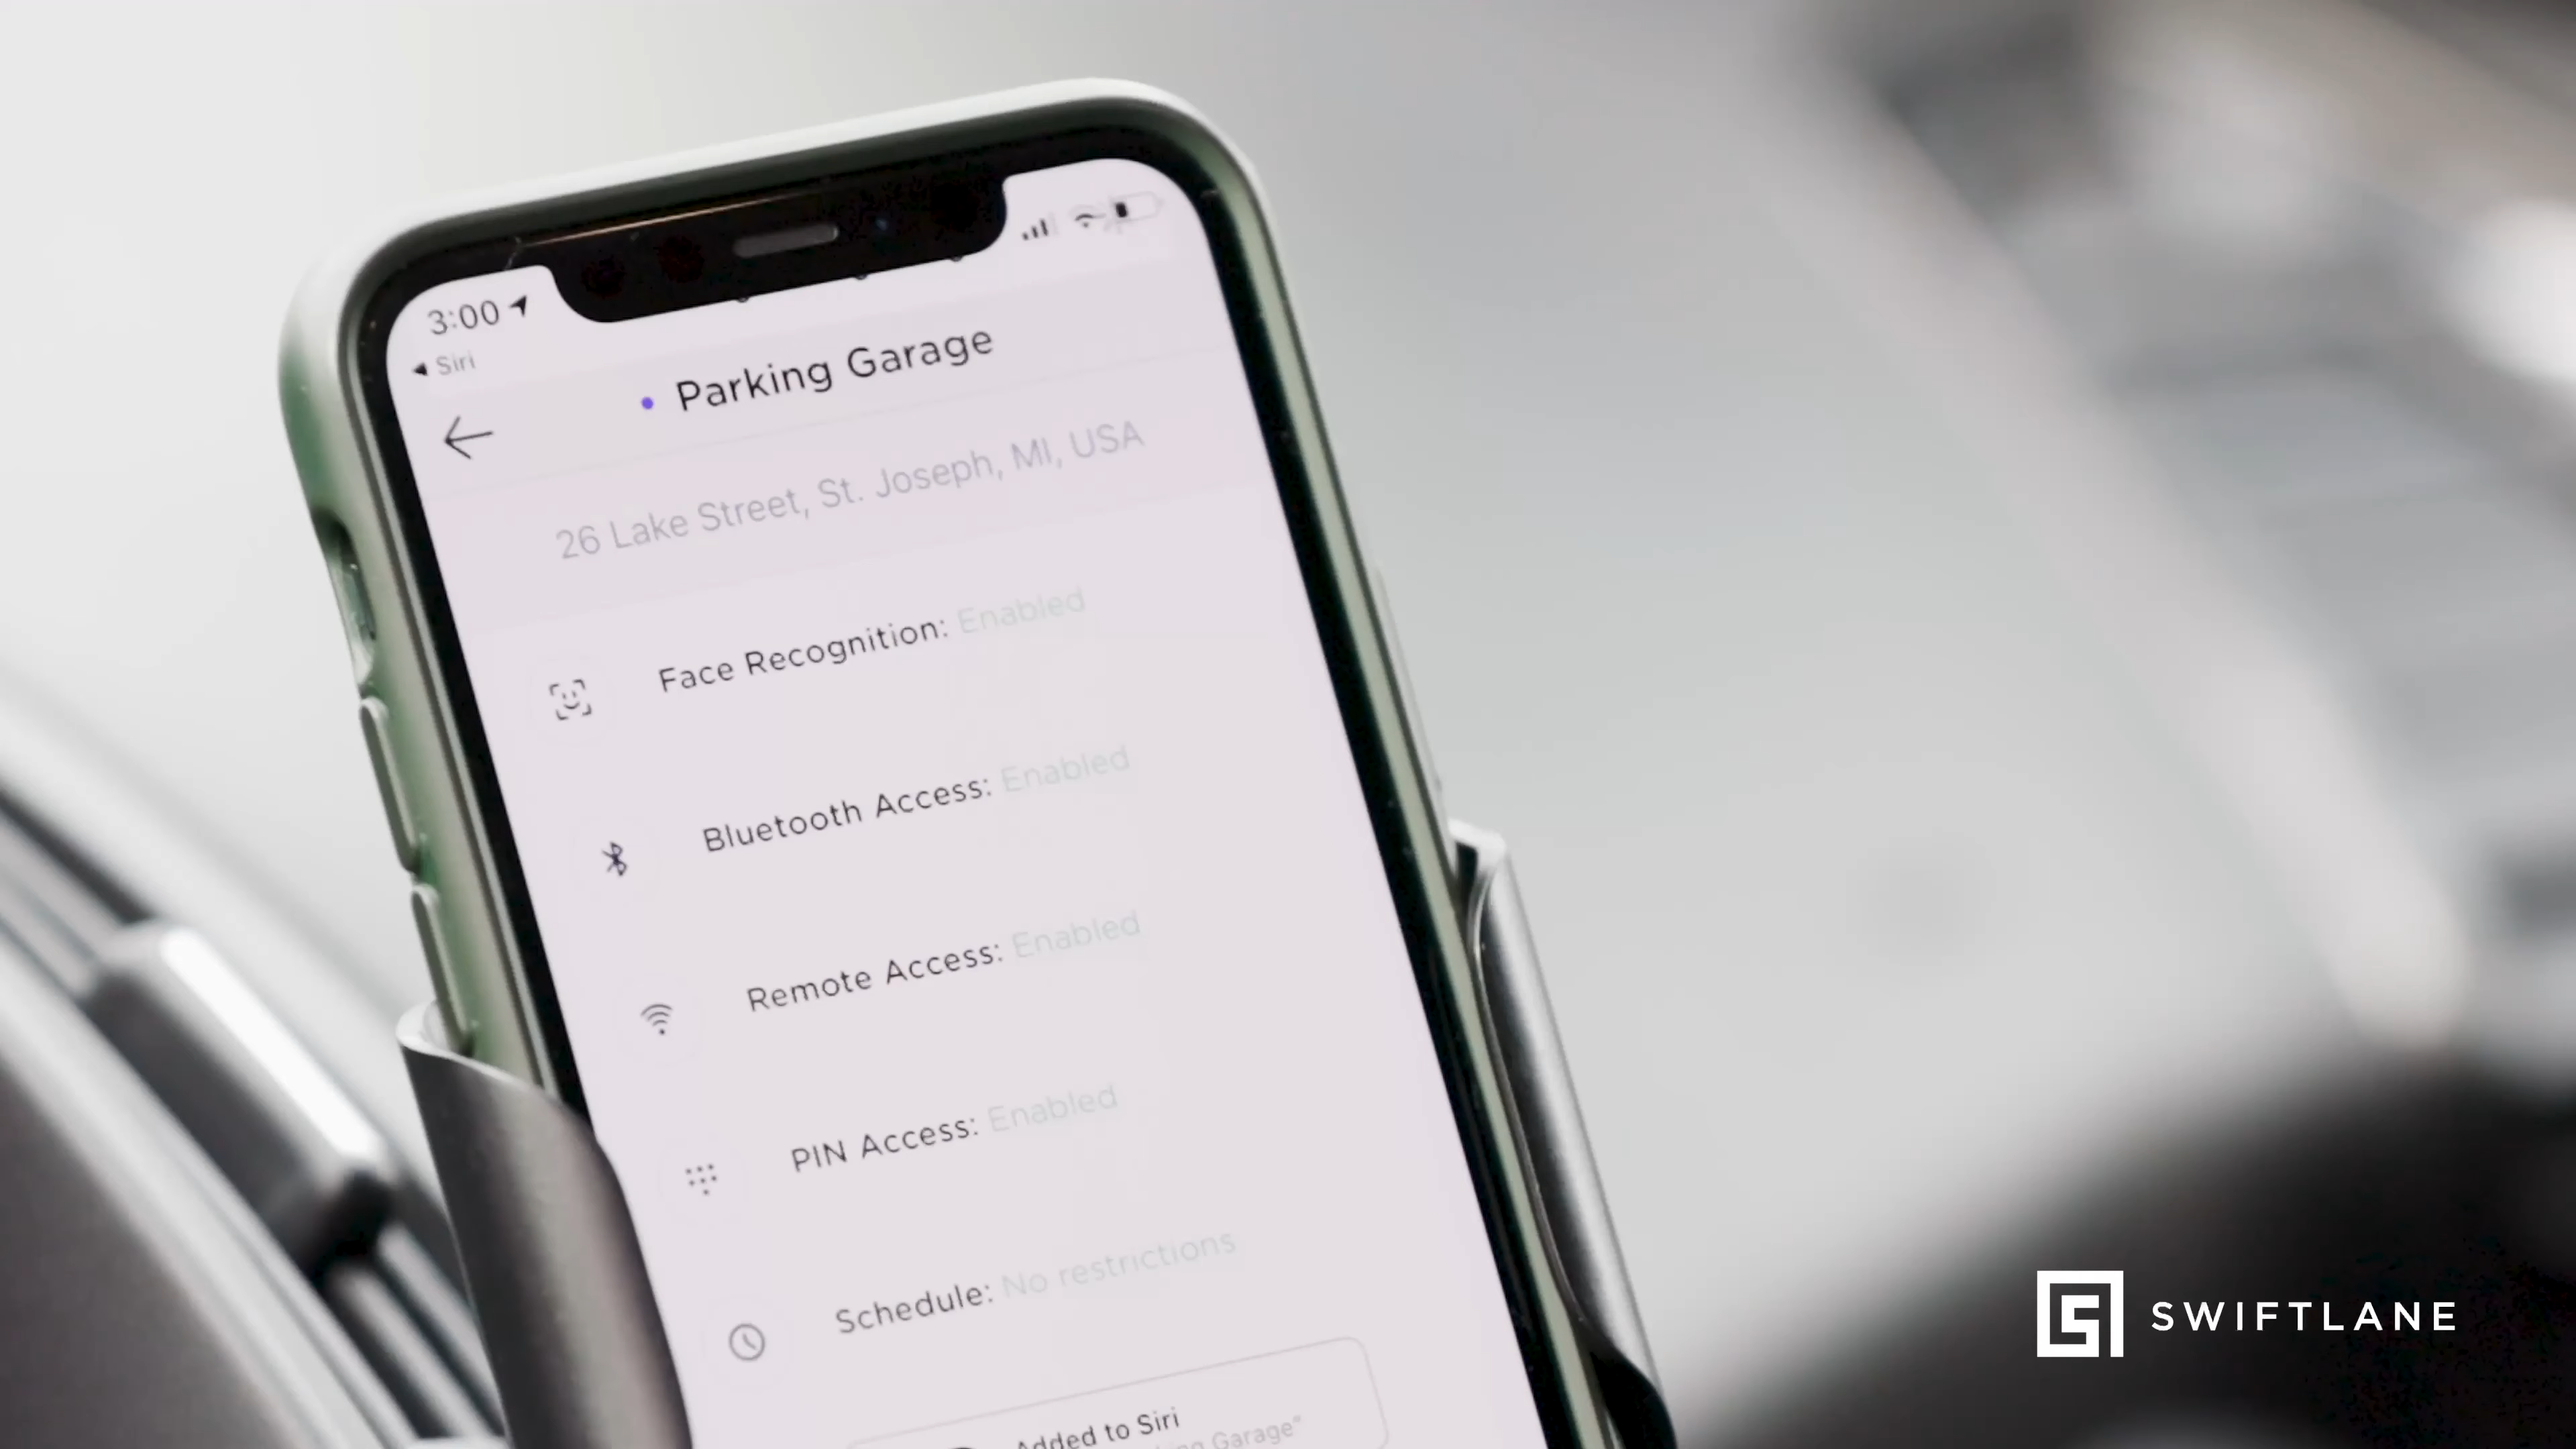 3:00
Siri
Parking Garage
26 Lake Street, St. Joseph, MI, USA
Face Recognition: Enabled
Bluetooth Access: Enabled
Remote Access: Enabled
PIN Access: Enabled
Schedule: No restrictions
Added to Siri
Garage"
SWIFTLANE